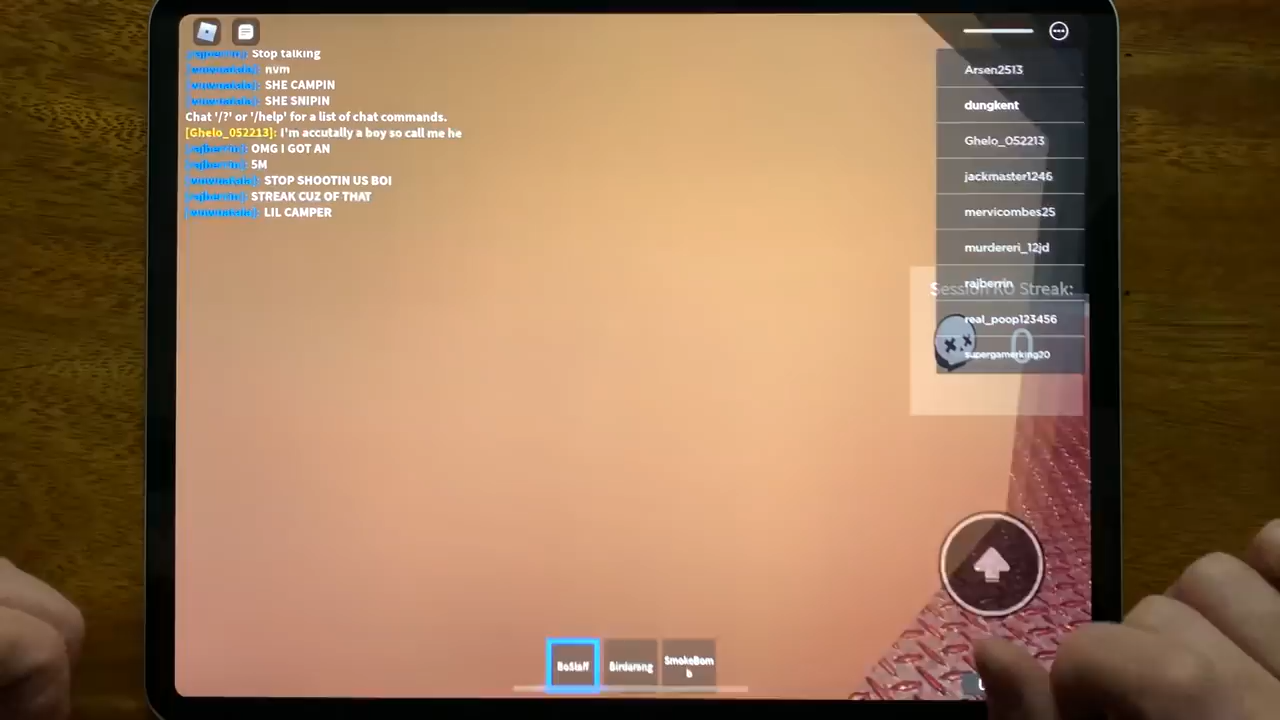 Stop talking
nvm
SHE CAMPIN
SHE SNIPIN
Chat '/?' or '/help' for a list of chat commands.
[Ghelo_052213]: I'm accutally a boy so call me he
OMG I GOT AN
5M
STOP SHOOTIN US BOI
STREAK CUZ OF THAT
LIL CAMPER
Arsen2513
dungkent
Ghelo_052213
jackmaster1246
mervicombes25
murdereri_12jd
rajberrin
Session KO Streak:
real_poop123456
0
supergamerking20
BoStaff
Birdarang
SmokeBom
b